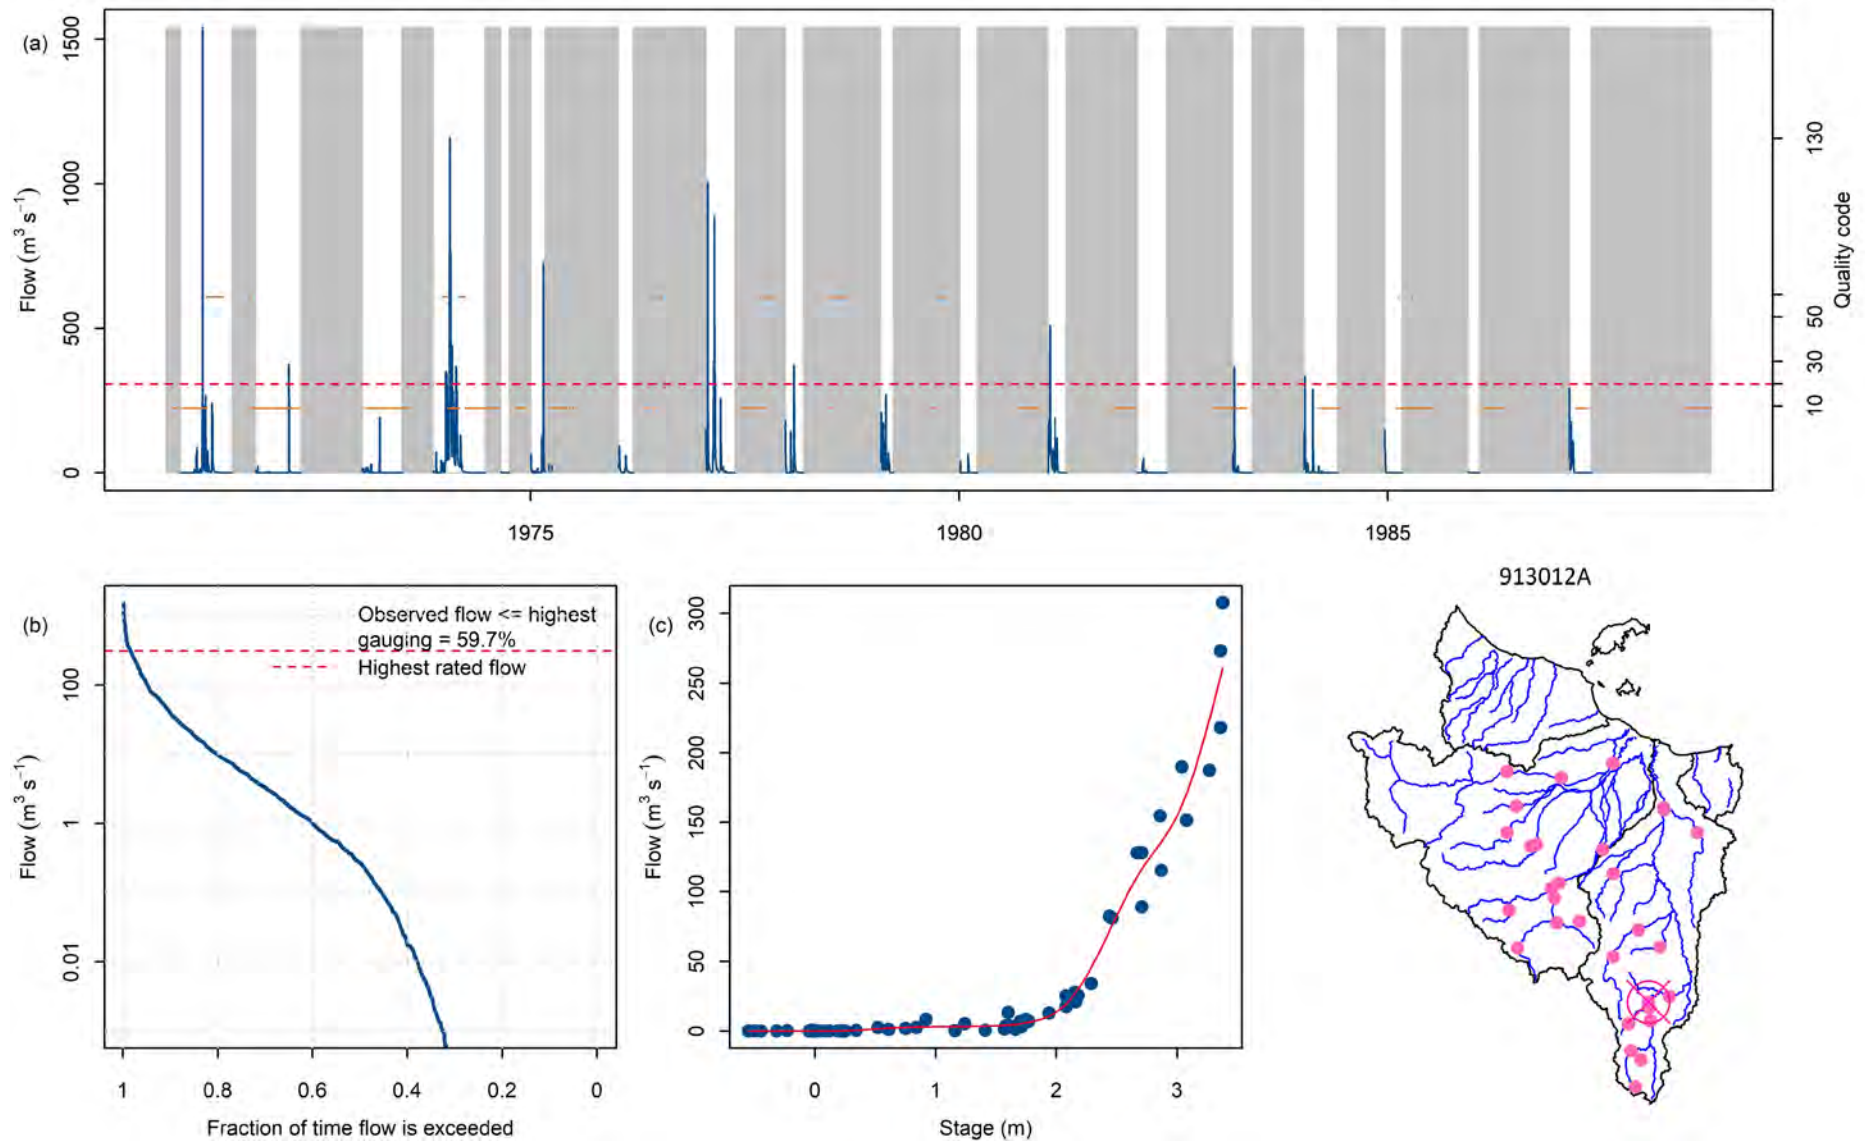 (a)
1500
1000
500
0
Flow (m³ s⁻¹)
130
50
30
10
Quality code
1975
1980
1985
(b)
Observed flow <= highest
gauging = 59.7%
Highest rated flow
100
1
0.01
Flow (m³ s⁻¹)
1 0.8 0.6 0.4 0.2 0
Fraction of time flow is exceeded
(c)
300
250
200
150
100
50
0
Flow (m³ s⁻¹)
0 1 2 3
Stage (m)
913012A